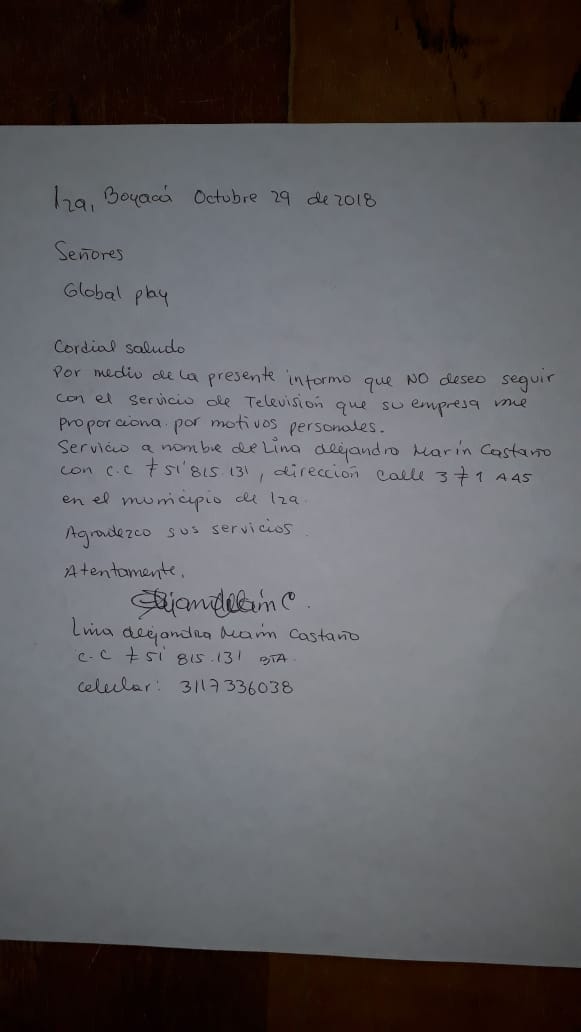 Iza, Boyacá Octubre 29 de 2018
Señores
Global play
Cordial saludo
Por medio de la presente informo que NO deseo seguir
con el servicio de Televisión que su empresa me
proporciona. por motivos personales.
Servicio a nombre de Lina Alejandra Marín Castaño
con c.c # 51'815.131, dirección Calle 3 # 1 A45
en el municipio de Iza.
Agradezco sus servicios.
Atentamente,
Lina Alejandra Marín Castaño
c.c # 51'815.131 BTA.
celular: 3117336038